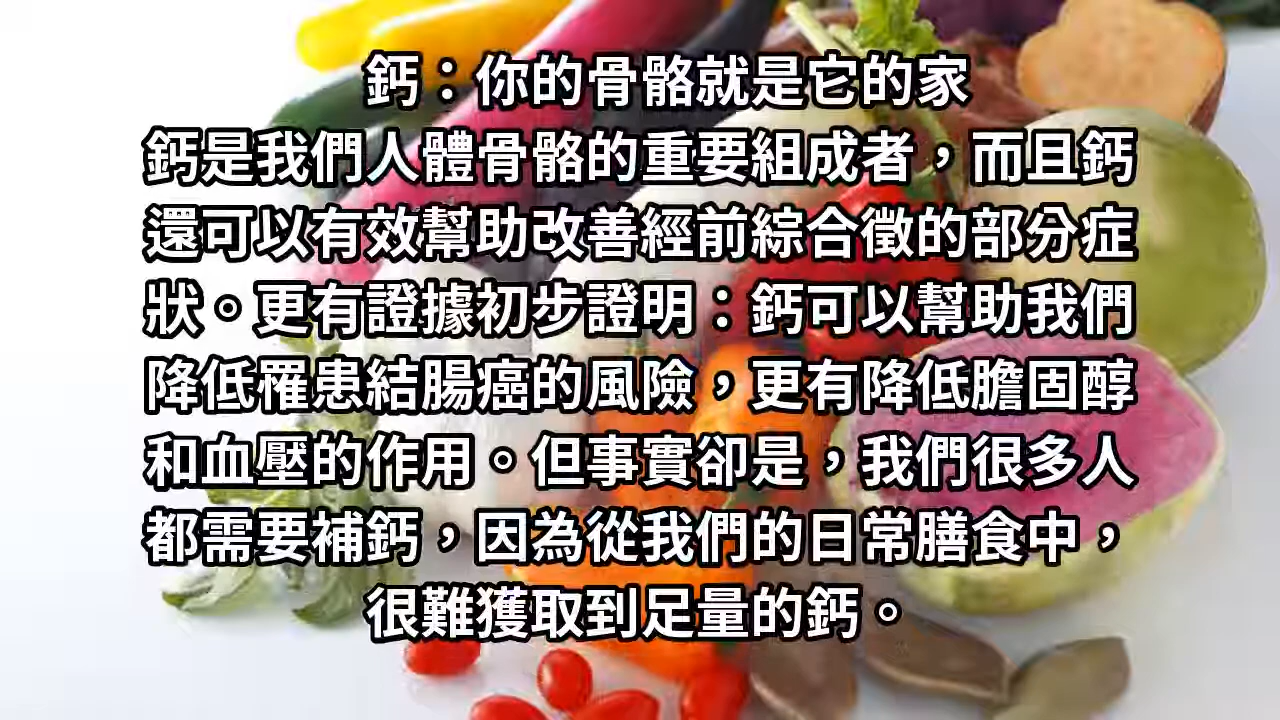 鈣：你的骨骼就是它的家
鈣是我們人體骨骼的重要組成者，而且鈣
還可以有效幫助改善經前綜合徵的部分症
狀。更有證據初步證明：鈣可以幫助我們
降低罹患結腸癌的風險，更有降低膽固醇
和血壓的作用。但事實卻是，我們很多人
都需要補鈣，因為從我們的日常膳食中，
很難獲取到足量的鈣。